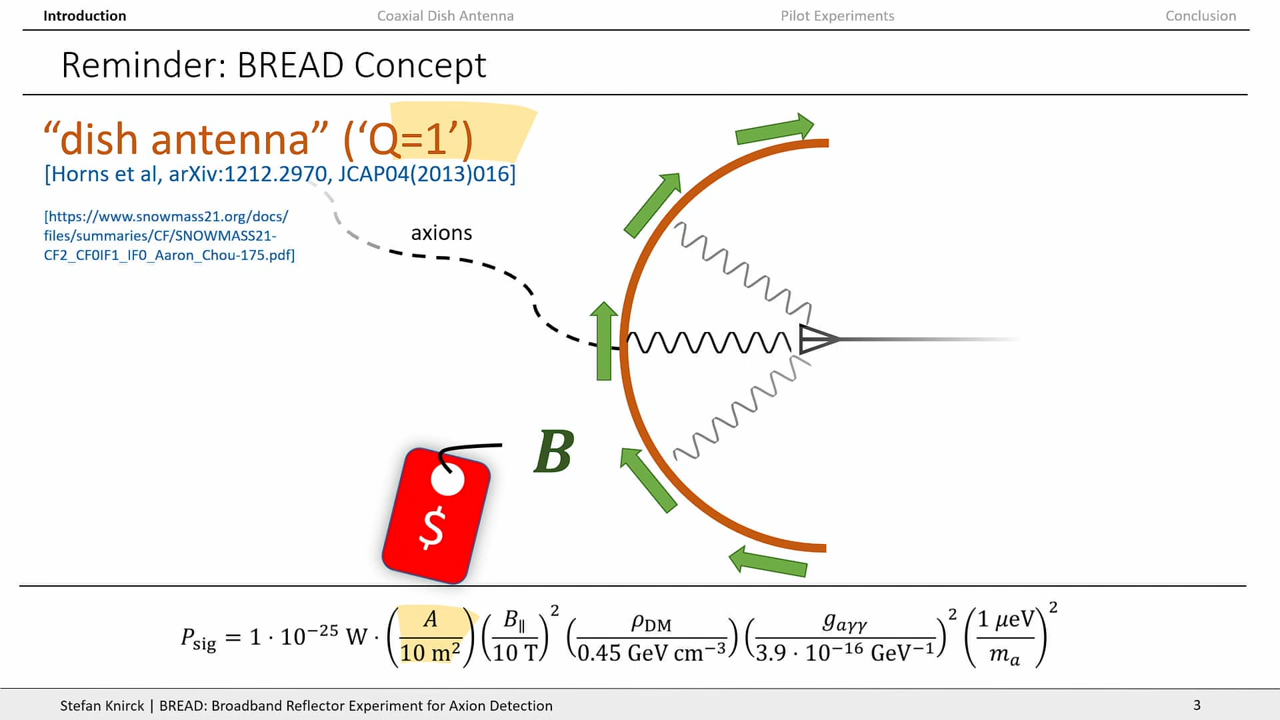 Introduction Coaxial Dish Antenna Pilot Experiments Conclusion
Reminder: BREAD Concept
“dish antenna” (‘Q=1’)
[Horns et al, arXiv:1212.2970, JCAP04(2013)016]
[https://www.snowmass21.org/docs/
files/summaries/CF/SNOWMASS21-
CF2_CF0IF1_IF0_Aaron_Chou-175.pdf]
axions
B
$
P_sig = 1 · 10^−25 W · (A / 10 m^2) (B_∥ / 10 T)^2 (ρ_DM / 0.45 GeV cm^−3) (g_aγγ / 3.9 · 10^−16 GeV^−1)^2 (1 μeV / m_a)^2
Stefan Knirck | BREAD: Broadband Reflector Experiment for Axion Detection 3